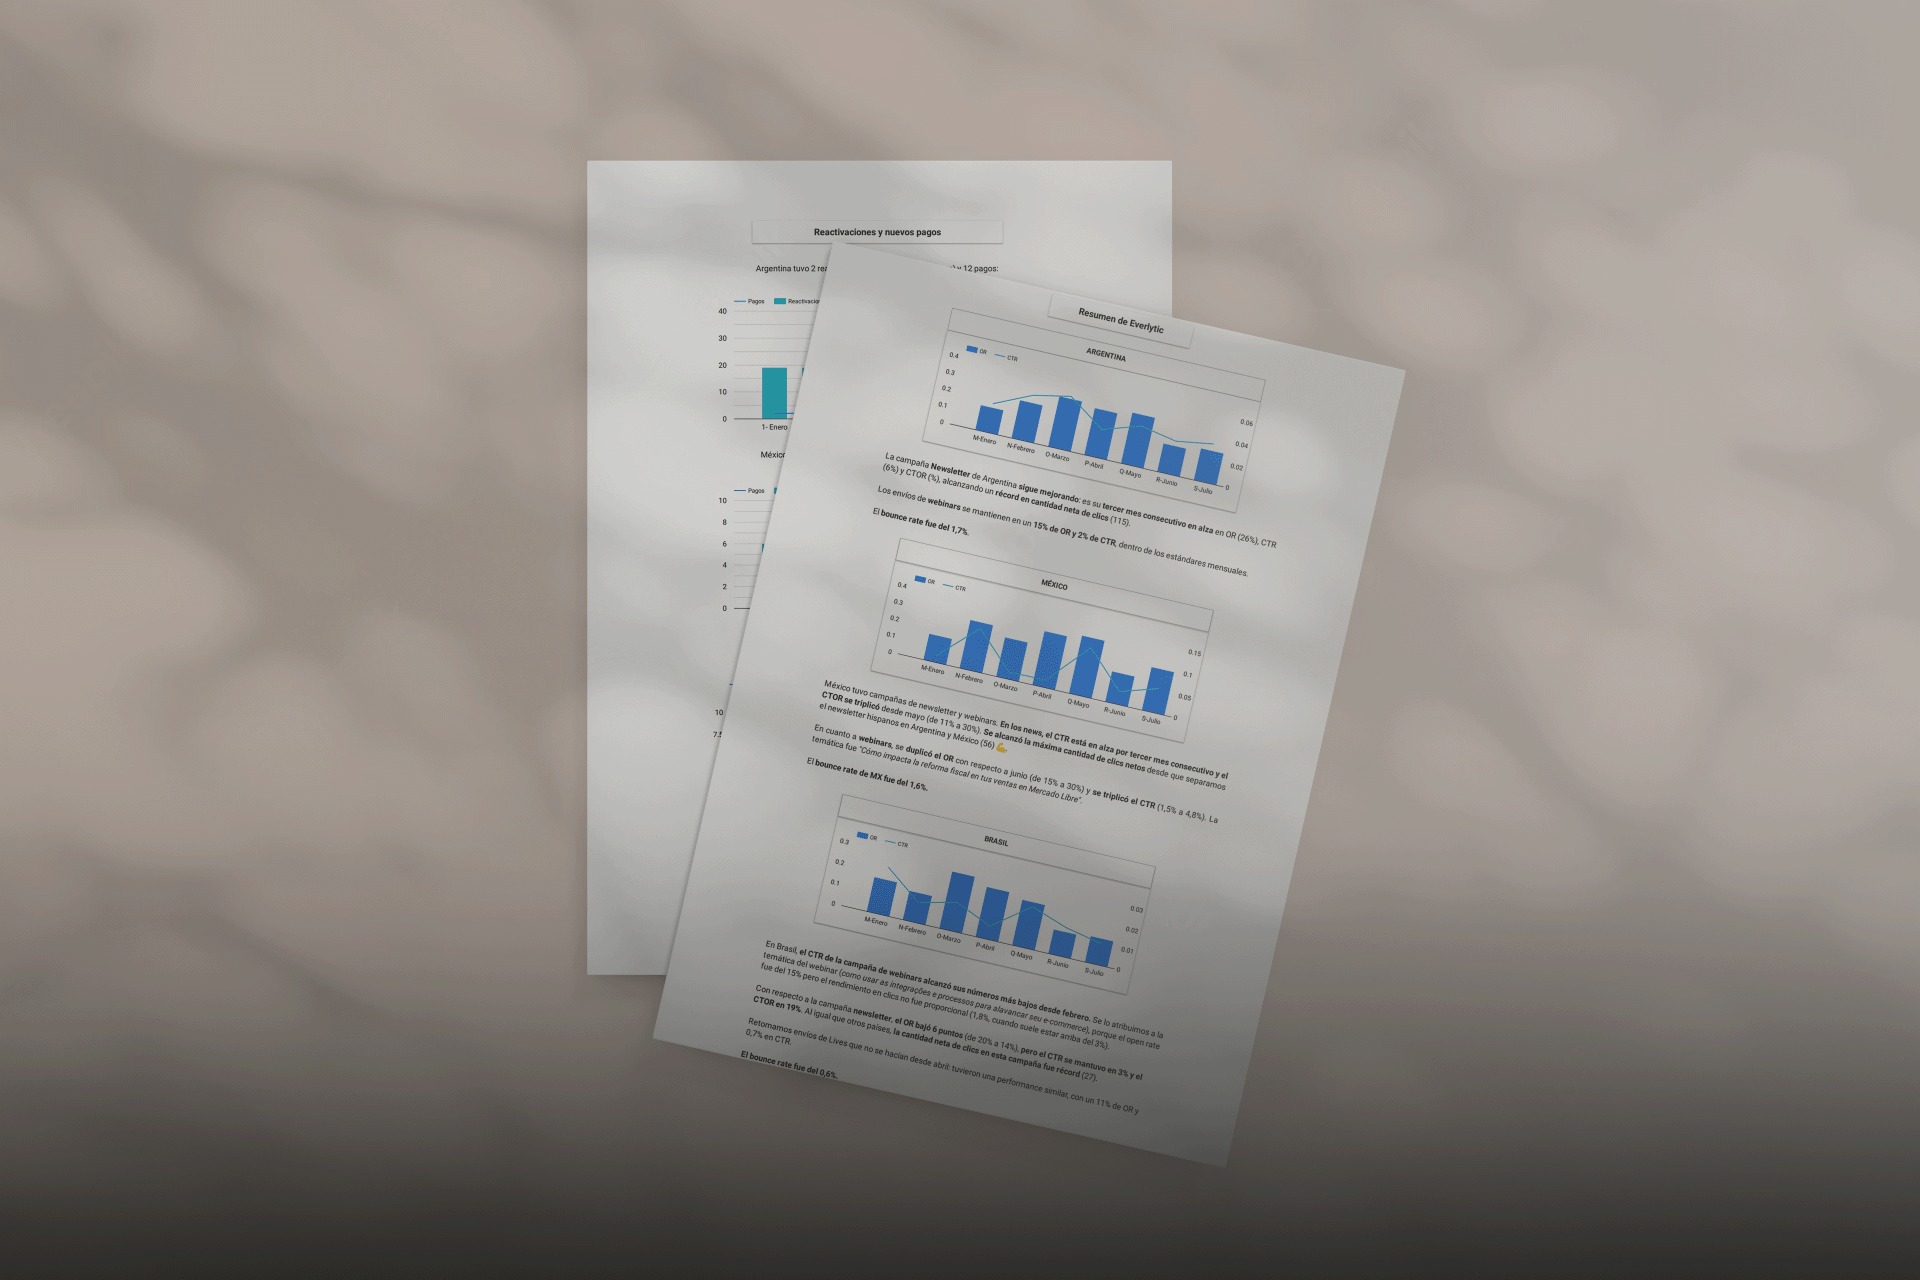 Reactivaciones y nuevos pagos
Argentina tuvo 2
y 12 pagos:
Pagos
40
30
20
10
0
1- Enero
Pagos
10
8
6
4
2
0
10
Resumen de Everlytic
ARGENTINA
OR CTR
0.4
0.3
0.2
0.1
0
0.06
0.04
0.02
0
M-Enero N-Febrero O-Marzo P-Abril Q-Mayo R-Junio S-Julio
La campaña Newsletter de Argentina sigue mejorando: es su tercer mes consecutivo en alza en OR (26%), CTR
(6%) y CTOR (%), alcanzando un récord en cantidad neta de clics (115).
Los envíos de webinars se mantienen en un 15% de OR y 2% de CTR, dentro de los estándares mensuales.
El bounce rate fue del 1,7%.
MÉXICO
OR CTR
0.4
0.3
0.2
0.1
0
0.15
0.1
0.05
0
M-Enero N-Febrero O-Marzo P-Abril Q-Mayo R-Junio S-Julio
México tuvo campañas de newsletter y webinars. En los news, el CTR está en alza por tercer mes consecutivo y el
CTOR se triplicó desde mayo (de 11% a 30%). Se alcanzó la máxima cantidad de clics netos desde que separamos
el newsletter hispanos en Argentina y México (56) 💪
En cuanto a webinars, se duplicó el OR con respecto a junio (de 15% a 30%) y se triplicó el CTR (1,5% a 4,8%). La
temática fue "Cómo impacta la reforma fiscal en tus ventas en Mercado Libre".
El bounce rate de MX fue del 1,6%.
BRASIL
OR CTR
0.3
0.2
0.1
0
0.03
0.02
0.01
0
M-Enero N-Febrero O-Marzo P-Abril Q-Mayo R-Junio S-Julio
En Brasil, el CTR de la campaña de webinars alcanzó sus números más bajos desde febrero. Se lo atribuimos a la
temática del webinar (como usar as integrações e processos para alavancar seu e-commerce), porque el open rate
fue del 15% pero el rendimiento en clics no fue proporcional (1,8%, cuando suele estar arriba del 3%).
Con respecto a la campaña newsletter, el OR bajó 6 puntos (de 20% a 14%), pero el CTR se mantuvo en 3% y el
CTOR en 19%. Al igual que otros países, la cantidad neta de clics en esta campaña fue récord (27).
Retomamos envíos de Lives que no se hacían desde abril: tuvieron una performance similar, con un 11% de OR y
0,7% en CTR.
El bounce rate fue del 0,6%.